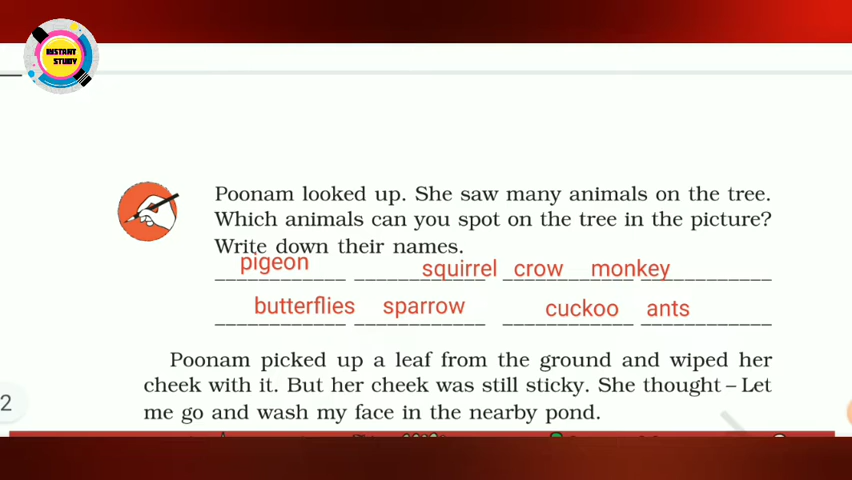 INSTANT
STUDY
Poonam looked up. She saw many animals on the tree.
Which animals can you spot on the tree in the picture?
Write down their names.
pigeon squirrel crow monkey
butterflies sparrow cuckoo ants
Poonam picked up a leaf from the ground and wiped her
cheek with it. But her cheek was still sticky. She thought – Let
me go and wash my face in the nearby pond.
2